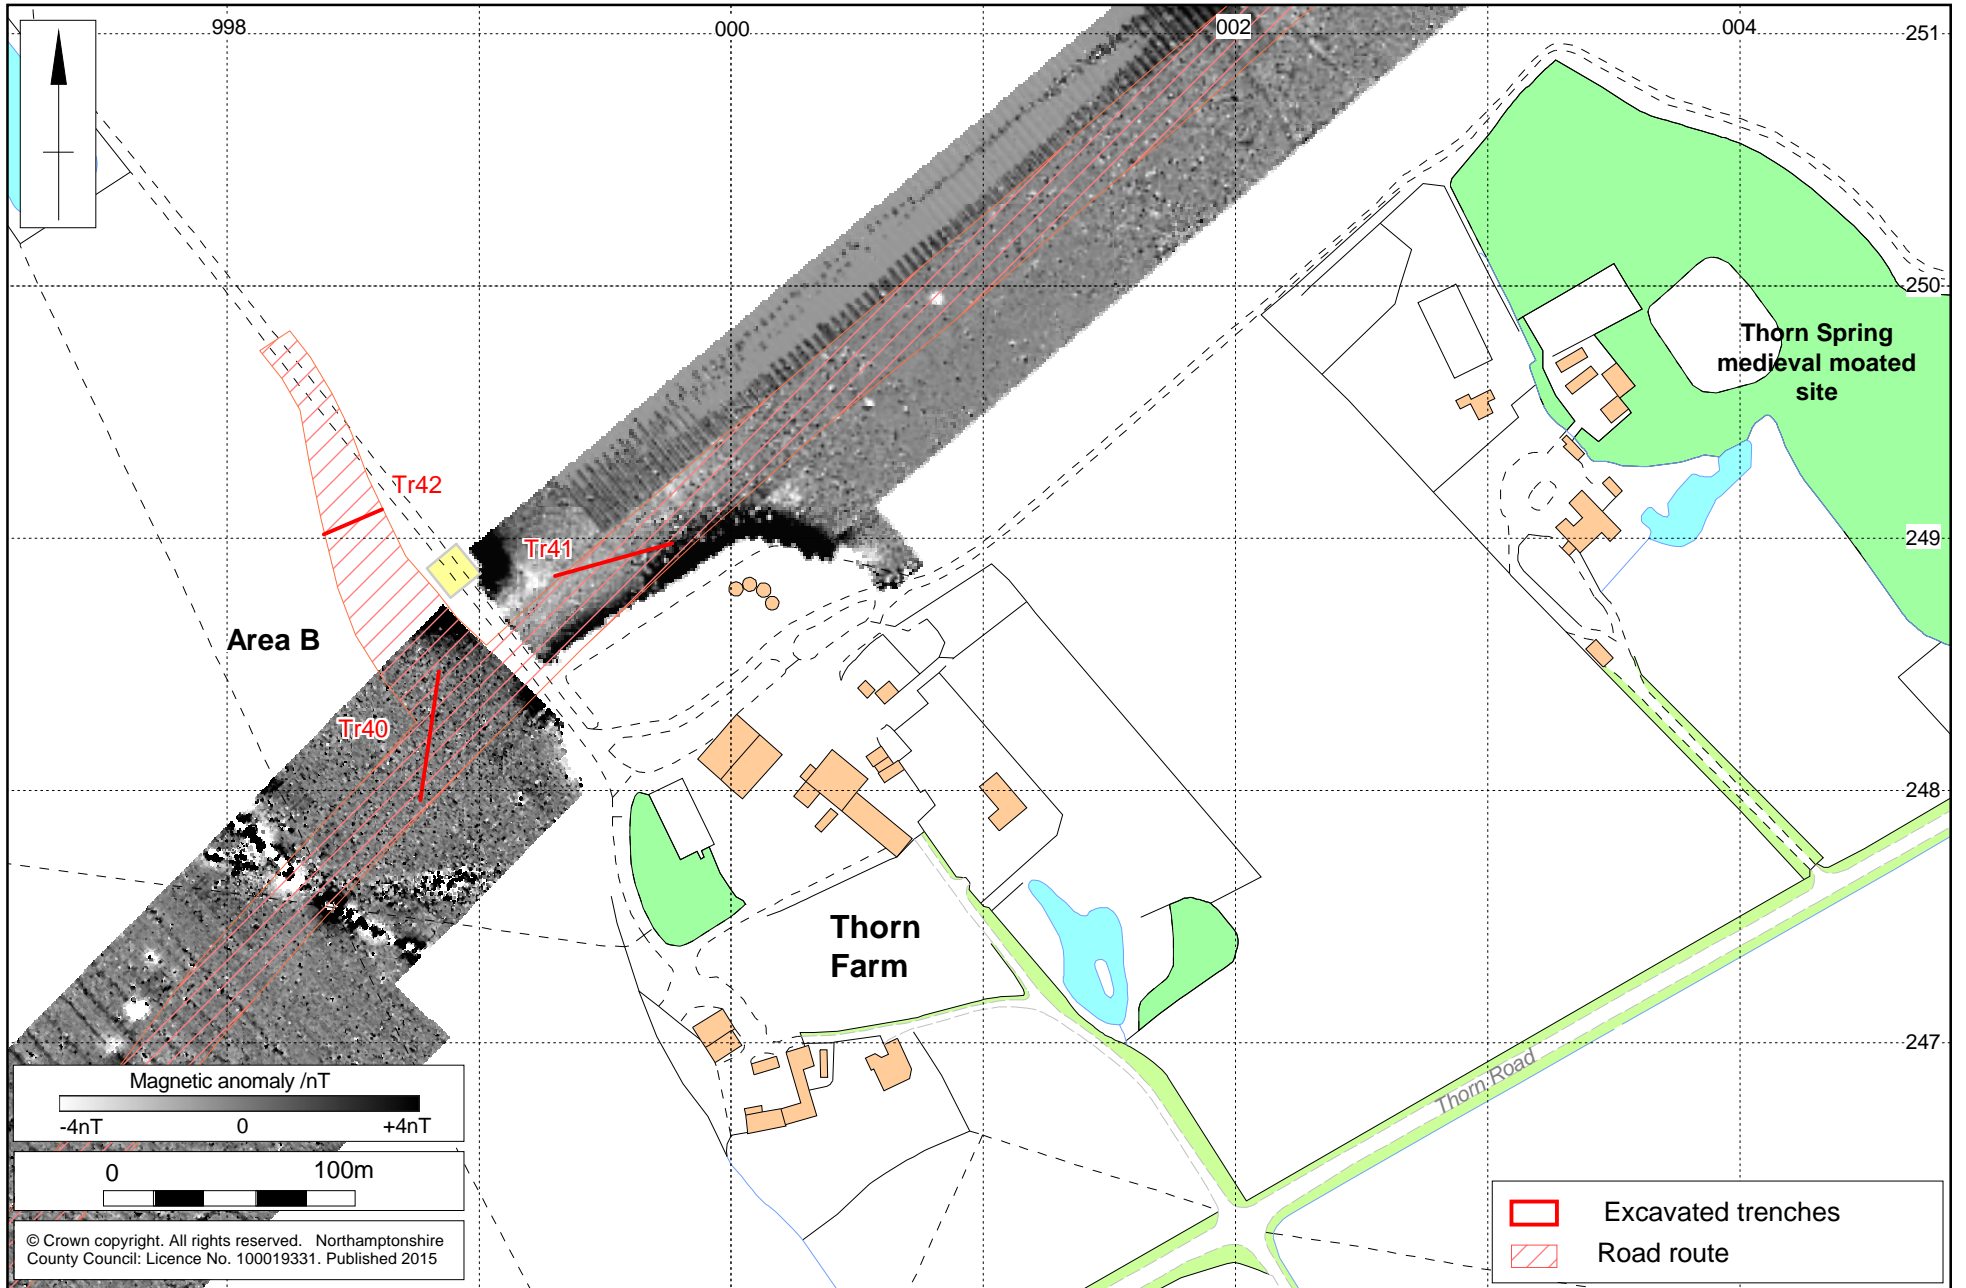 998
000
002
004
251
250
249
248
247
Thorn Spring
medieval moated
site
Tr42
Tr41
Area B
Tr40
Thorn
Farm
Thorn Road
Magnetic anomaly /nT
-4nT 0 +4nT
0 100m
© Crown copyright. All rights reserved. Northamptonshire
County Council: Licence No. 100019331. Published 2015
Excavated trenches
Road route